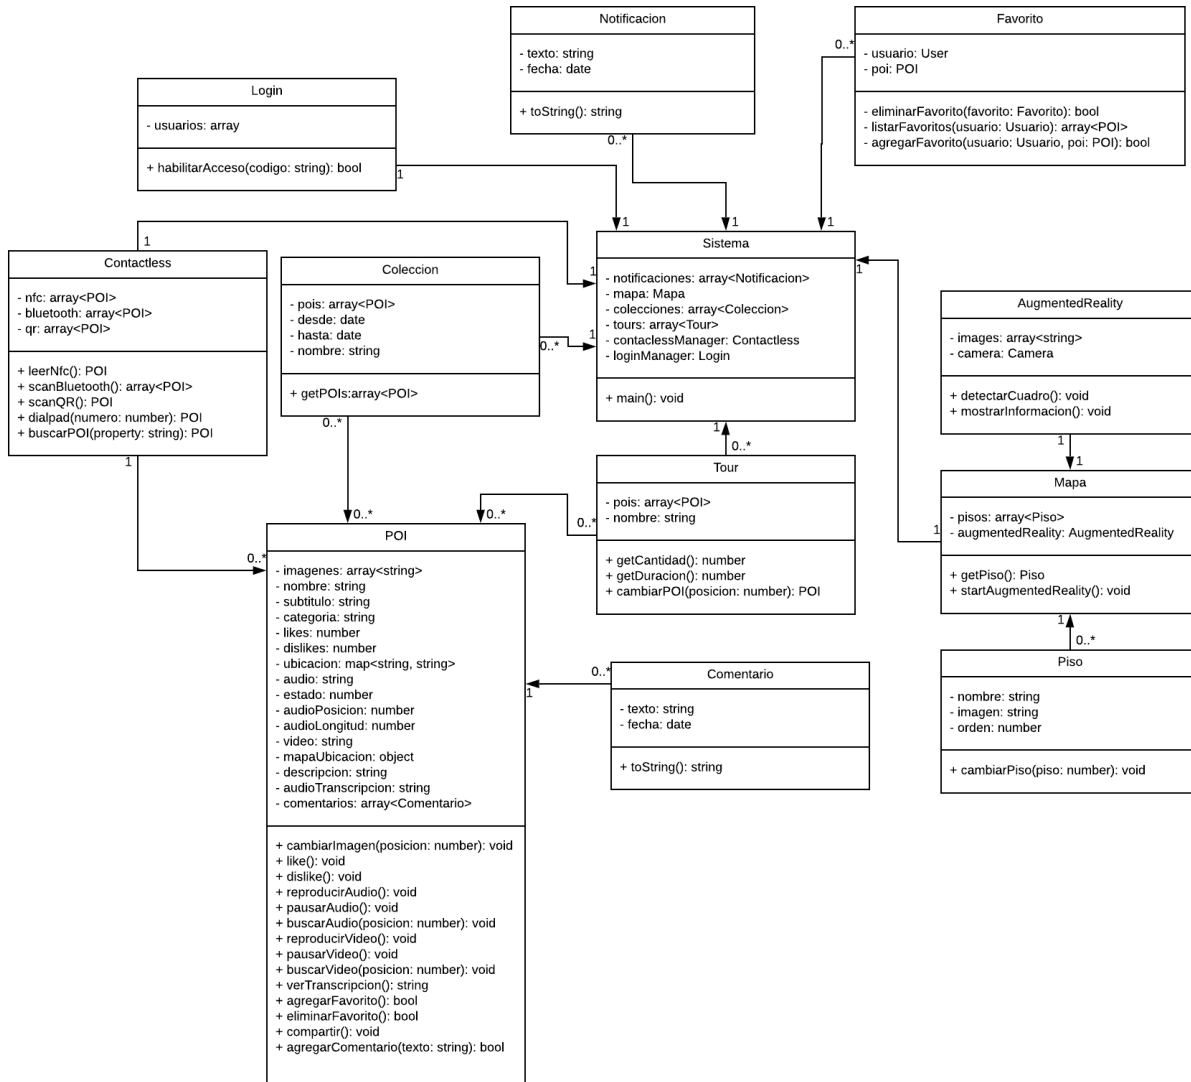 Notificacion
- texto: string
- fecha: date
+ toString(): string
0..*
Favorito
- usuario: User
- poi: POI
- eliminarFavorito(favorito: Favorito): bool
- listarFavoritos(usuario: Usuario): array<POI>
- agregarFavorito(usuario: Usuario, poi: POI): bool
0..*
Login
- usuarios: array
+ habilitarAcceso(codigo: string): bool
1
1
1
1
Contactless
- nfc: array<POI>
- bluetooth: array<POI>
- qr: array<POI>
+ leerNfc(): POI
+ scanBluetooth(): array<POI>
+ scanQR(): POI
+ dialpad(numero: number): POI
+ buscarPOI(property: string): POI
1
1
1
Coleccion
- pois: array<POI>
- desde: date
- hasta: date
- nombre: string
+ getPOIs:array<POI>
0..*
1
0..*
Sistema
- notificaciones: array<Notificacion>
- mapa: Mapa
- colecciones: array<Coleccion>
- tours: array<Tour>
- contaclessManager: Contactless
- loginManager: Login
+ main(): void
1
1
0..*
AugmentedReality
- images: array<string>
- camera: Camera
+ detectarCuadro(): void
+ mostrarInformacion(): void
1
1
Tour
- pois: array<POI>
- nombre: string
+ getCantidad(): number
+ getDuracion(): number
+ cambiarPOI(posicion: number): POI
0..*
Mapa
- pisos: array<Piso>
- augmentedReality: AugmentedReality
+ getPiso(): Piso
+ startAugmentedReality(): void
1
1
0..*
0..*
0..*
0..*
POI
- imagenes: array<string>
- nombre: string
- subtitulo: string
- categoria: string
- likes: number
- dislikes: number
- ubicacion: map<string, string>
- audio: string
- estado: number
- audioPosicion: number
- audioLongitud: number
- video: string
- mapaUbicacion: object
- descripcion: string
- audioTranscripcion: string
- comentarios: array<Comentario>
+ cambiarImagen(posicion: number): void
+ like(): void
+ dislike(): void
+ reproducirAudio(): void
+ pausarAudio(): void
+ buscarAudio(posicion: number): void
+ reproducirVideo(): void
+ pausarVideo(): void
+ buscarVideo(posicion: number): void
+ verTranscripcion(): string
+ agregarFavorito(): bool
+ eliminarFavorito(): bool
+ compartir(): void
+ agregarComentario(texto: string): bool
1
0..*
Comentario
- texto: string
- fecha: date
+ toString(): string
Piso
- nombre: string
- imagen: string
- orden: number
+ cambiarPiso(piso: number): void